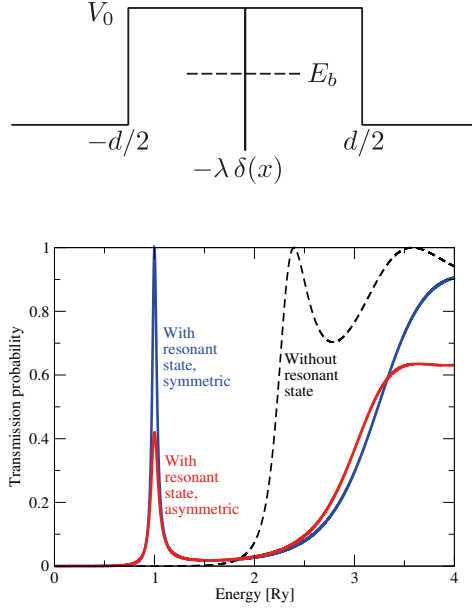 V₀
E_b
−d/2
d/2
−λ δ(x)
Transmission probability
1
0.8
0.6
0.4
0.2
0
With
resonant
state,
symmetric
Without
resonant
state
With
resonant
state,
asymmetric
0 1 2 3 4
Energy [Ry]